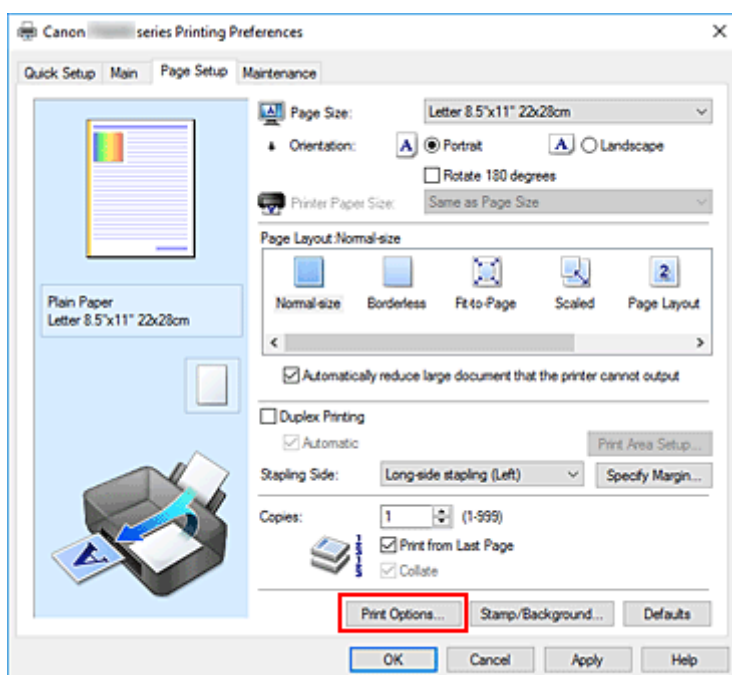 Canon series Printing Preferences
Quick Setup Main Page Setup Maintenance
Page Size: Letter 8.5"x11" 22x28cm
Orientation: A Portrait A Landscape
Rotate 180 degrees
Printer Paper Size: Same as Page Size
Page Layout:Normal-size
2
Normal-size Borderless Fit-to-Page Scaled Page Layout
Plain Paper
Letter 8.5"x11" 22x28cm
Automatically reduce large document that the printer cannot output
Duplex Printing
Automatic Print Area Setup...
Stapling Side: Long-side stapling (Left) Specify Margin...
Copies: 1 (1-999)
Print from Last Page
Collate
A
Print Options... Stamp/Background... Defaults
OK Cancel Apply Help